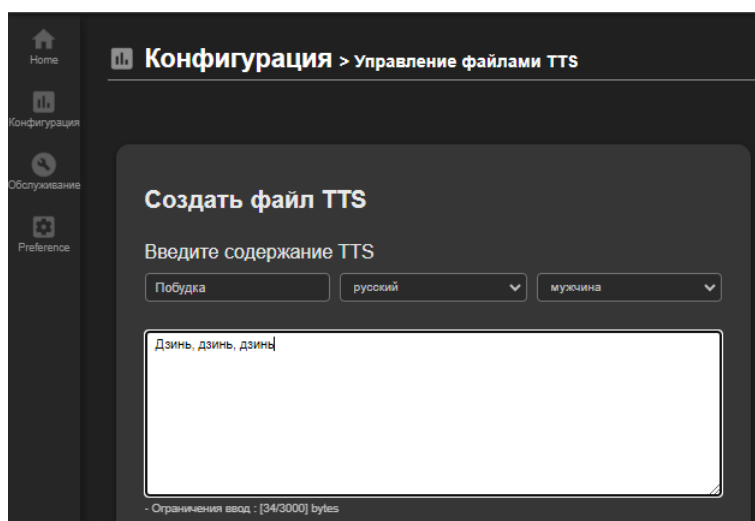 Home
Конфигурация
Обслуживание
Preference
Конфигурация > Управление файлами TTS
Создать файл TTS
Введите содержание TTS
Побудка русский мужчина
Дзинь, дзинь, дзинь
- Ограничения ввод : [34/3000] bytes